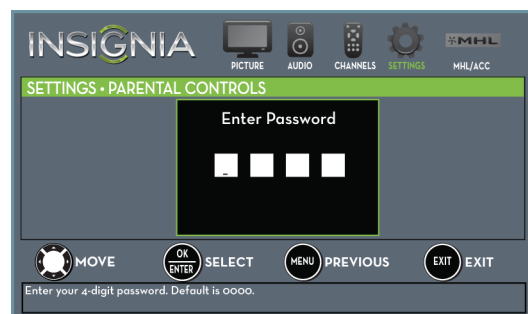 INSIGNIA
PICTURE AUDIO CHANNELS SETTINGS MHL MHL/ACC
SETTINGS • PARENTAL CONTROLS
Enter Password
_
MOVE OK ENTER SELECT MENU PREVIOUS EXIT EXIT
Enter your 4-digit password. Default is 0000.